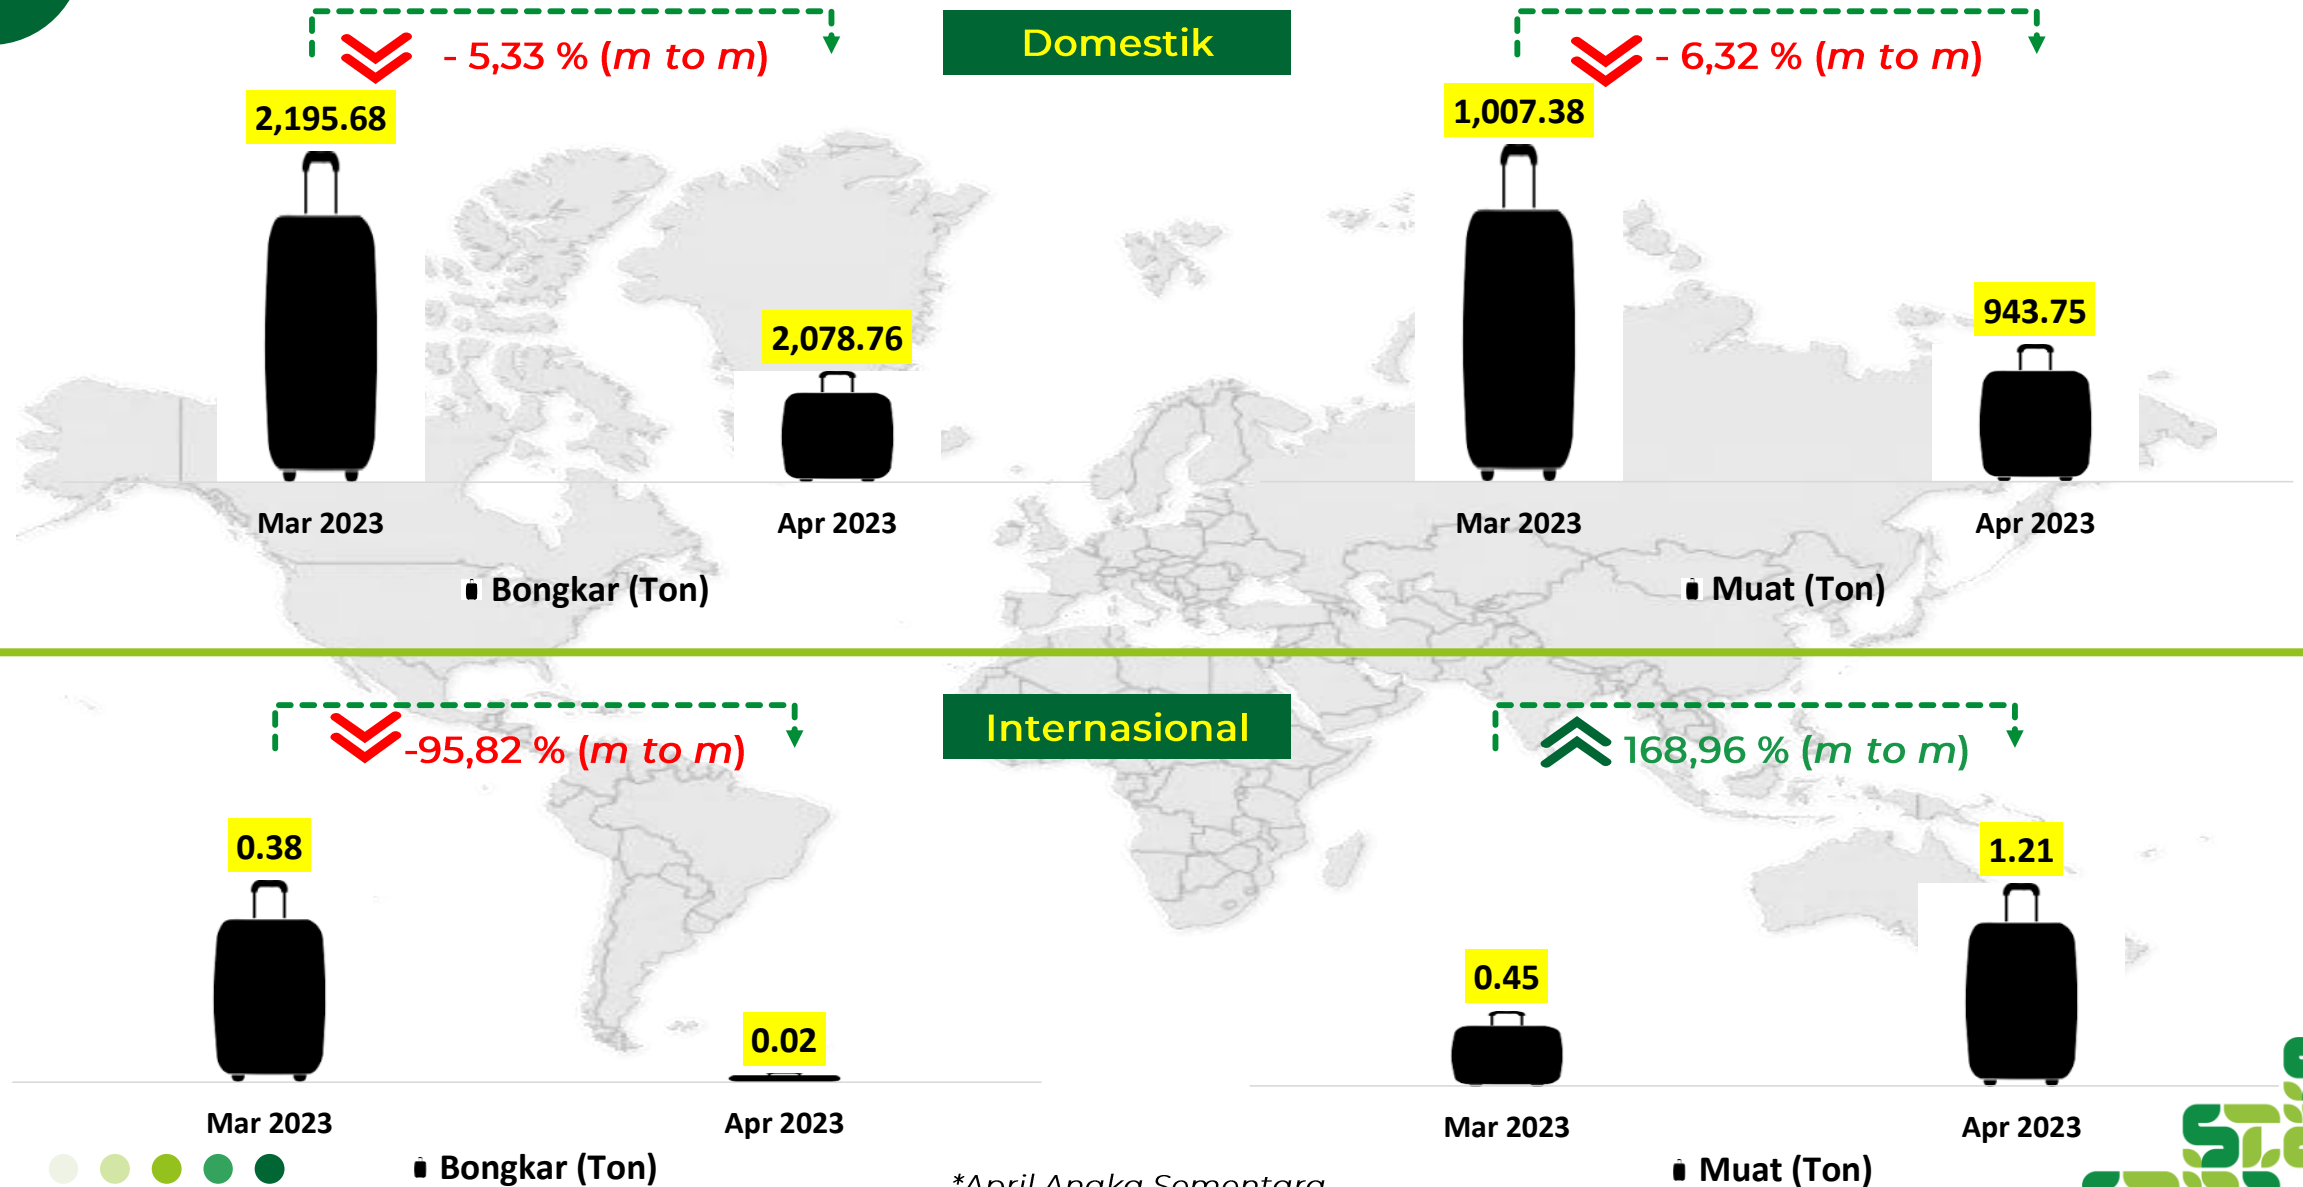 Domestik
- 5,33 % (m to m)
- 6,32 % (m to m)
2,195.68
2,078.76
Mar 2023
Apr 2023
Bongkar (Ton)
1,007.38
943.75
Mar 2023
Apr 2023
Muat (Ton)
Internasional
-95,82 % (m to m)
168,96 % (m to m)
0.38
0.02
Mar 2023
Apr 2023
Bongkar (Ton)
0.45
1.21
Mar 2023
Apr 2023
Muat (Ton)
*April Angka Sementara